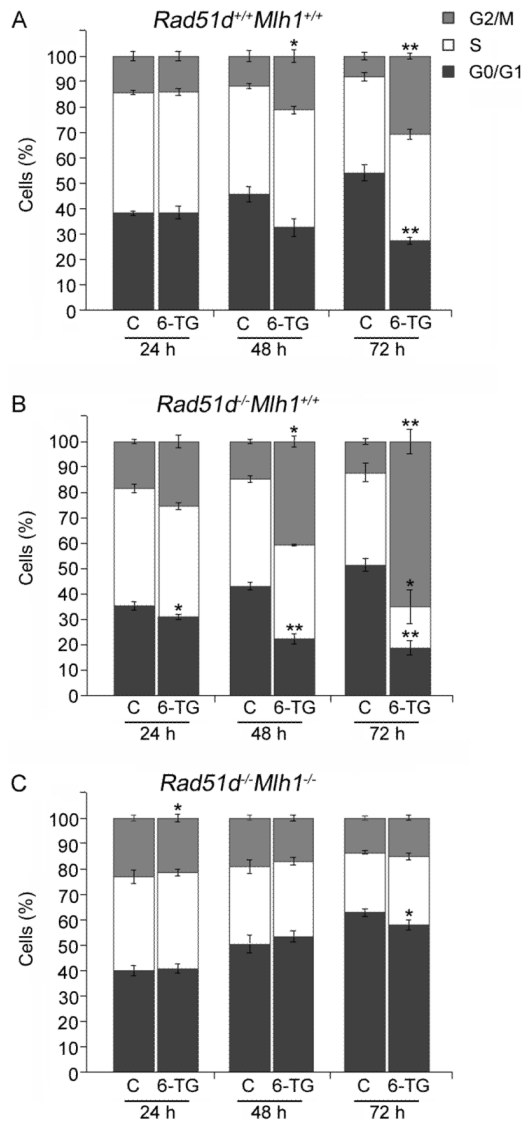 A Rad51d+/+Mlh1+/+
G2/M
S
G0/G1
Cells (%)
100
90
80
70
60
50
40
30
20
10
0
* ** **
C 6-TG C 6-TG C 6-TG
24 h 48 h 72 h
B Rad51d-/-Mlh1+/+
Cells (%)
100
90
80
70
60
50
40
30
20
10
0
* ** * ** * **
C 6-TG C 6-TG C 6-TG
24 h 48 h 72 h
C Rad51d-/-Mlh1-/-
Cells (%)
100
90
80
70
60
50
40
30
20
10
0
* *
C 6-TG C 6-TG C 6-TG
24 h 48 h 72 h